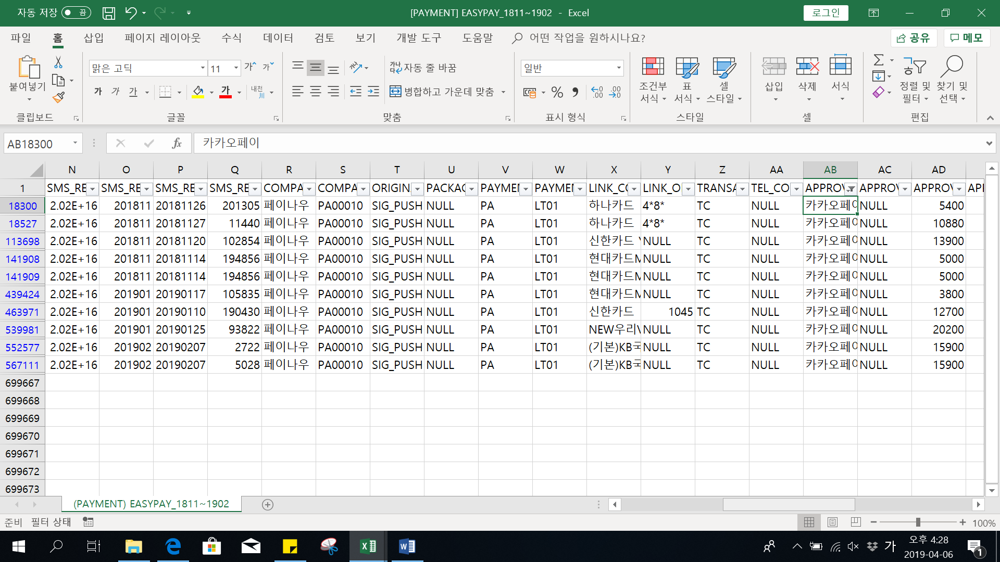 자동 저장 끔 [PAYMENT] EASYPAY_1811~1902 - Excel 로그인
파일 홈 삽입 페이지 레이아웃 수식 데이터 검토 보기 개발 도구 도움말 어떤 작업을 원하시나요? 공유 메모
붙여넣기 맑은 고딕 11 가 가 가 가 가 가 내천 川 가나다 자동 줄 바꿈 병합하고 가운데 맞춤 일반 % 조건부 서식 표 서식 셀 스타일 삽입 삭제 서식 정렬 및 필터 찾기 및 선택
클립보드 글꼴 맞춤 표시 형식 스타일 셀 편집
AB18300 fx 카카오페이
N O P Q R S T U V W X Y Z AA AB AC AD
1 SMS_RE SMS_RE SMS_RE SMS_RE COMPA COMPA ORIGIN PACKAG PAYMEN PAYMEN LINK_CO LINK_O TRANSA TEL_CO APPROV APPROV APPROV API
18300 2.02E+16 201811 20181126 201305 페이나우 PA00010 SIG_PUSH NULL PA LT01 하나카드 4*8* TC NULL 카카오페이 NULL 5400
18527 2.02E+16 201811 20181127 11440 페이나우 PA00010 SIG_PUSH NULL PA LT01 하나카드 4*8* TC NULL 카카오페이 NULL 10880
113698 2.02E+16 201811 20181120 102854 페이나우 PA00010 SIG_PUSH NULL PA LT01 신한카드 NULL TC NULL 카카오페이 NULL 13900
141908 2.02E+16 201811 20181114 194856 페이나우 PA00010 SIG_PUSH NULL PA LT01 현대카드M NULL TC NULL 카카오페이 NULL 5000
141909 2.02E+16 201811 20181114 194856 페이나우 PA00010 SIG_PUSH NULL PA LT01 현대카드M NULL TC NULL 카카오페이 NULL 5000
439424 2.02E+16 201901 20190117 105835 페이나우 PA00010 SIG_PUSH NULL PA LT01 현대카드M NULL TC NULL 카카오페이 NULL 3800
463971 2.02E+16 201901 20190110 190430 페이나우 PA00010 SIG_PUSH NULL PA LT01 신한카드 1045 TC NULL 카카오페이 NULL 12700
539981 2.02E+16 201901 20190125 93822 페이나우 PA00010 SIG_PUSH NULL PA LT01 NEW우리V NULL TC NULL 카카오페이 NULL 20200
552577 2.02E+16 201902 20190207 2722 페이나우 PA00010 SIG_PUSH NULL PA LT01 (기본)KB국 NULL TC NULL 카카오페이 NULL 15900
567111 2.02E+16 201902 20190207 5028 페이나우 PA00010 SIG_PUSH NULL PA LT01 (기본)KB국 NULL TC NULL 카카오페이 NULL 15900
699667
699668
699669
699670
699671
699672
699673
(PAYMENT) EASYPAY_1811~1902
준비 필터 상태 100%
가 오후 4:28
2019-04-06
1